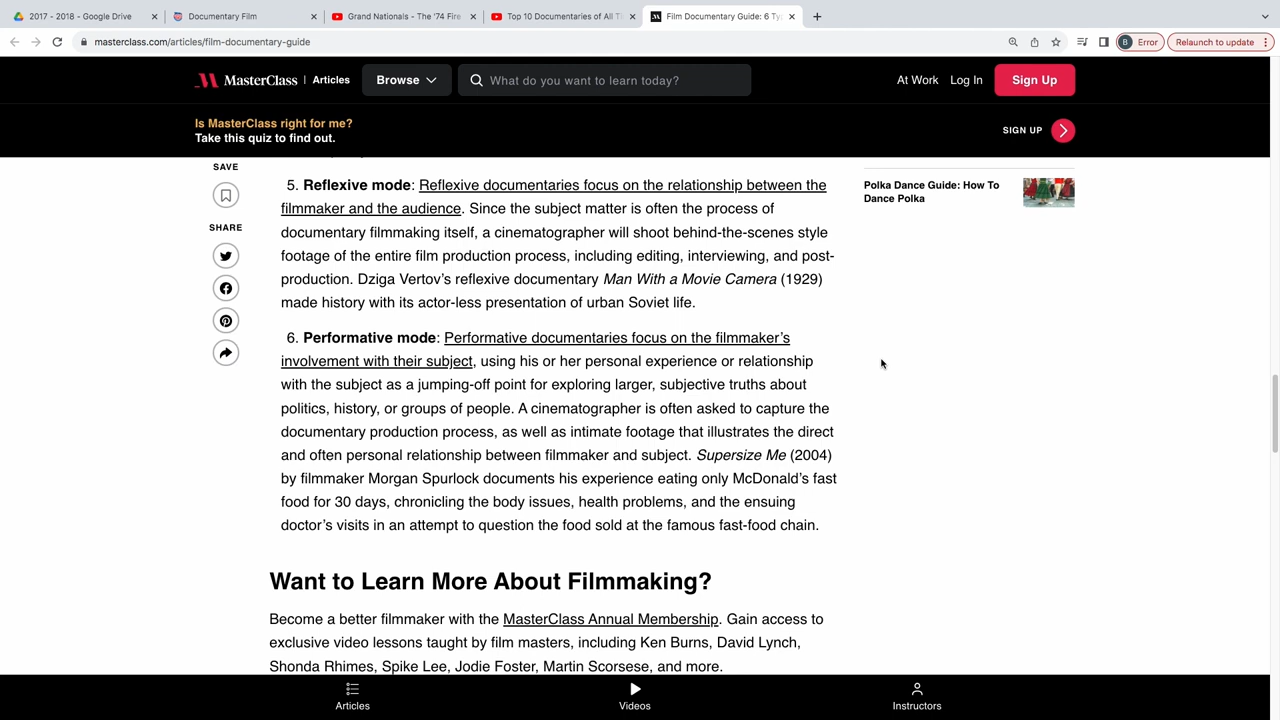 2017 - 2018 - Google Drive
Documentary Film
Grand Nationals - The '74 Fire
Top 10 Documentaries of All Ti
Film Documentary Guide: 6 Ty
masterclass.com/articles/film-documentary-guide
B Error
Relaunch to update
MasterClass | Articles
Browse
What do you want to learn today?
At Work
Log In
Sign Up
Is MasterClass right for me?
Take this quiz to find out.
SIGN UP
SAVE
SHARE
5. Reflexive mode: Reflexive documentaries focus on the relationship between the
filmmaker and the audience. Since the subject matter is often the process of
documentary filmmaking itself, a cinematographer will shoot behind-the-scenes style
footage of the entire film production process, including editing, interviewing, and post-
production. Dziga Vertov’s reflexive documentary Man With a Movie Camera (1929)
made history with its actor-less presentation of urban Soviet life.
6. Performative mode: Performative documentaries focus on the filmmaker’s
involvement with their subject, using his or her personal experience or relationship
with the subject as a jumping-off point for exploring larger, subjective truths about
politics, history, or groups of people. A cinematographer is often asked to capture the
documentary production process, as well as intimate footage that illustrates the direct
and often personal relationship between filmmaker and subject. Supersize Me (2004)
by filmmaker Morgan Spurlock documents his experience eating only McDonald’s fast
food for 30 days, chronicling the body issues, health problems, and the ensuing
doctor’s visits in an attempt to question the food sold at the famous fast-food chain.
Polka Dance Guide: How To
Dance Polka
Want to Learn More About Filmmaking?
Become a better filmmaker with the MasterClass Annual Membership. Gain access to
exclusive video lessons taught by film masters, including Ken Burns, David Lynch,
Shonda Rhimes, Spike Lee, Jodie Foster, Martin Scorsese, and more.
Articles
Videos
Instructors